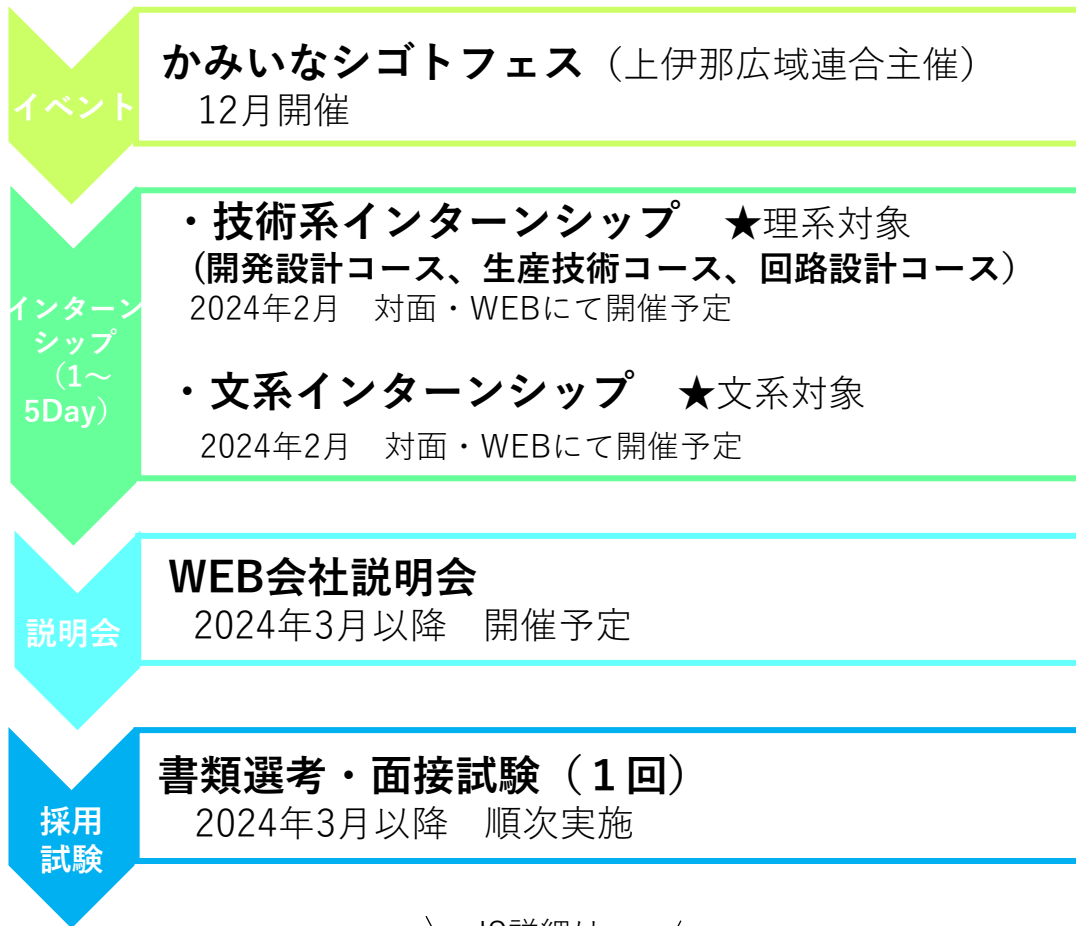 イベント
かみいなシゴトフェス（上伊那広域連合主催）
12月開催
インターン
シップ
（1～
5Day）
・技術系インターンシップ　★理系対象
(開発設計コース、生産技術コース、回路設計コース）
2024年2月　対面・WEBにて開催予定
・文系インターンシップ　★文系対象
2024年2月　対面・WEBにて開催予定
説明会
WEB会社説明会
2024年3月以降　開催予定
採用
試験
書類選考・面接試験（１回）
2024年3月以降　順次実施